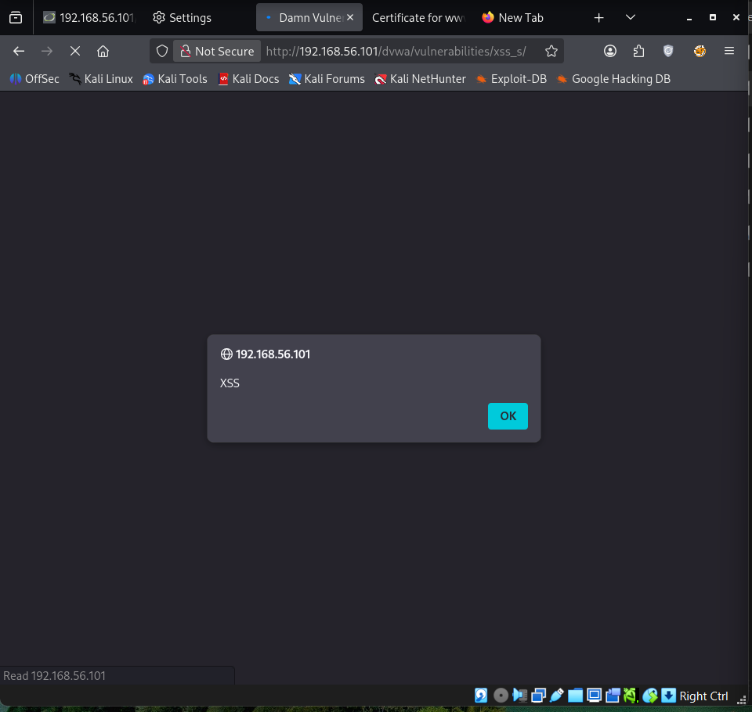 192.168.56.101
Settings
Damn Vulne
Certificate for ww
New Tab
Not Secure
http://192.168.56.101/dvwa/vulnerabilities/xss_s/
OffSec
Kali Linux
Kali Tools
Kali Docs
Kali Forums
Kali NetHunter
Exploit-DB
Google Hacking DB
192.168.56.101
XSS
OK
Read 192.168.56.101
Right Ctrl